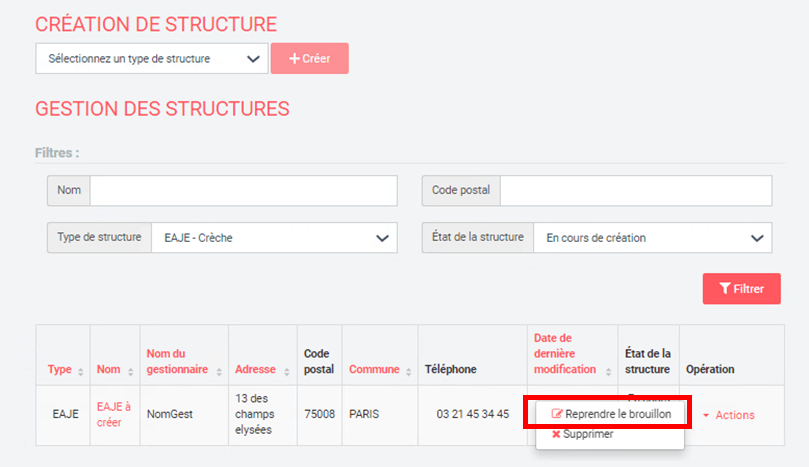 CRÉATION DE STRUCTURE
Sélectionnez un type de structure
+ Créer
GESTION DES STRUCTURES
Filtres :
Nom
Code postal
Type de structure EAJE - Crèche
État de la structure En cours de création
Filtrer
Type
Nom
Nom du
gestionnaire
Adresse
Code
postal
Commune
Téléphone
Date de
dernière
modification
État de la
structure
Opération
EAJE
EAJE à
créer
NomGest
13 des
champs
elysées
75008
PARIS
03 21 45 34 45
Reprendre le brouillon
Supprimer
Actions